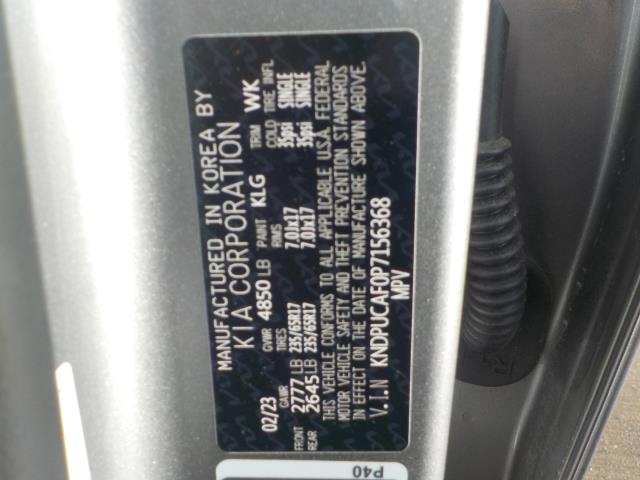 MANUFACTURED IN KOREA BY
KIA CORPORATION
02/23 GVWR 4850 LB PAINT KLG TRIM WK
GAWR TIRES RIMS COLD TIRE INFL
FRONT 2777 LB 235/65R17 7.0Jx17 35psi SINGLE
REAR 2645 LB 235/65R17 7.0Jx17 35psi SINGLE
THIS VEHICLE CONFORMS TO ALL APPLICABLE U.S.A. FEDERAL
MOTOR VEHICLE SAFETY AND THEFT PREVENTION STANDARDS
IN EFFECT ON THE DATE OF MANUFACTURE SHOWN ABOVE.
V.I.N KNDPUCAF0P7156368
MPV
P40